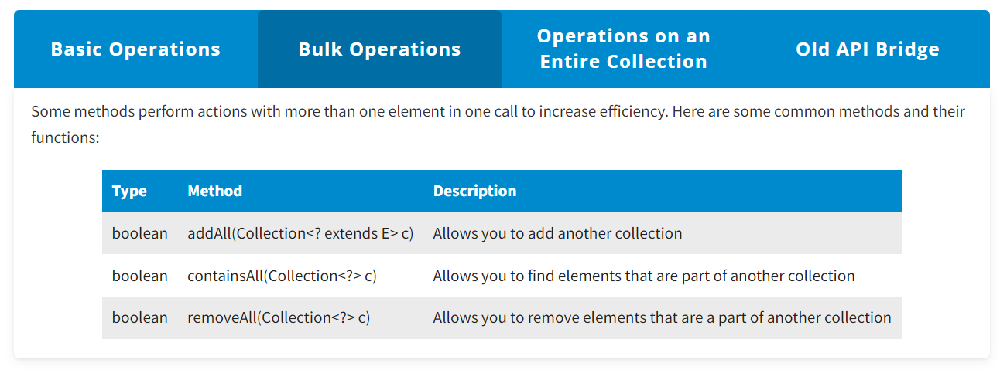 Basic Operations
Bulk Operations
Operations on an
Entire Collection
Old API Bridge
Some methods perform actions with more than one element in one call to increase efficiency. Here are some common methods and their
functions:
Type Method Description
boolean addAll(Collection<? extends E> c) Allows you to add another collection
boolean containsAll(Collection<?> c) Allows you to find elements that are part of another collection
boolean removeAll(Collection<?> c) Allows you to remove elements that are a part of another collection